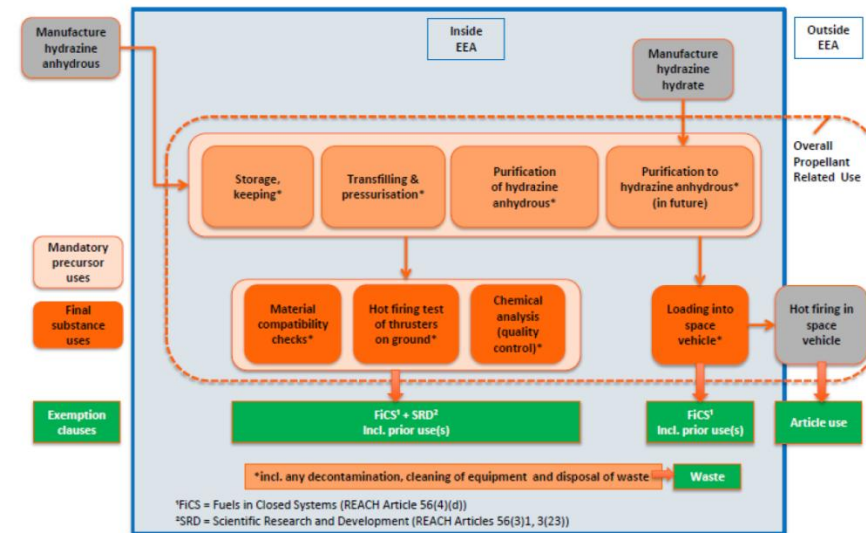 Manufacture
hydrazine
anhydrous
Inside
EEA
Manufacture
hydrazine
hydrate
Outside
EEA
Overall
Propellant
Related Use
Storage,
keeping*
Transfilling &
pressurisation*
Purification
of hydrazine
anhydrous*
Purification to
hydrazine anhydrous*
(in future)
Mandatory
precursor
uses
Final
substance
uses
Material
compatibility
checks*
Hot firing test
of thrusters
on ground*
Chemical
analysis
(quality
control)*
Loading into
space
vehicle*
Hot firing in
space
vehicle
Exemption
clauses
FiCS¹ + SRD²
Incl. prior use(s)
FiCS¹
Incl. prior use(s)
Article use
*incl. any decontamination, cleaning of equipment and disposal of waste
Waste
¹FiCS = Fuels in Closed Systems (REACH Article 56(4)(d))
²SRD = Scientific Research and Development (REACH Articles 56(3)1, 3(23))